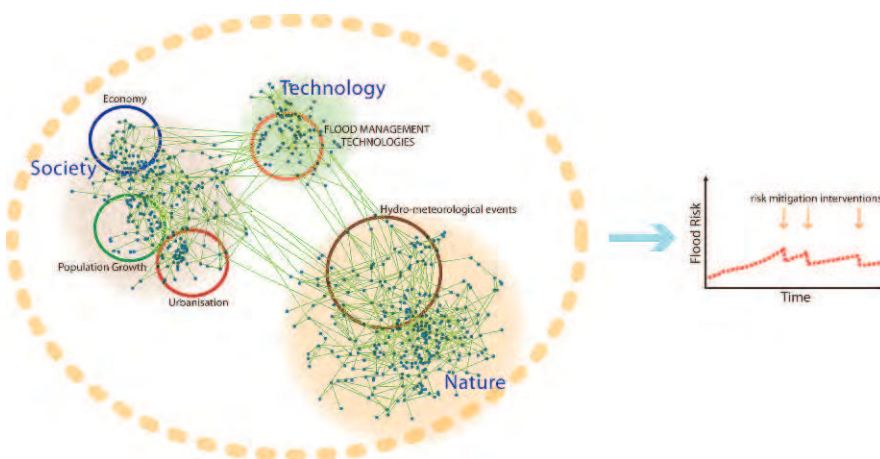 Technology
Economy
FLOOD MANAGEMENT
TECHNOLOGIES
Society
Hydro-meteorological events
Population Growth
Urbanisation
Nature
risk mitigation interventions
Flood Risk
Time